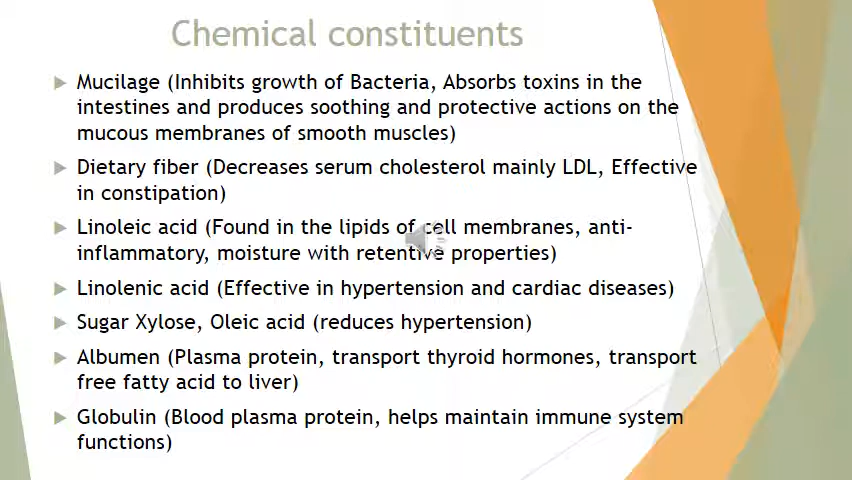 Chemical constituents
Mucilage (Inhibits growth of Bacteria, Absorbs toxins in the
intestines and produces soothing and protective actions on the
mucous membranes of smooth muscles)
Dietary fiber (Decreases serum cholesterol mainly LDL, Effective
in constipation)
Linoleic acid (Found in the lipids of cell membranes, anti-
inflammatory, moisture with retentive properties)
Linolenic acid (Effective in hypertension and cardiac diseases)
Sugar Xylose, Oleic acid (reduces hypertension)
Albumen (Plasma protein, transport thyroid hormones, transport
free fatty acid to liver)
Globulin (Blood plasma protein, helps maintain immune system
functions)